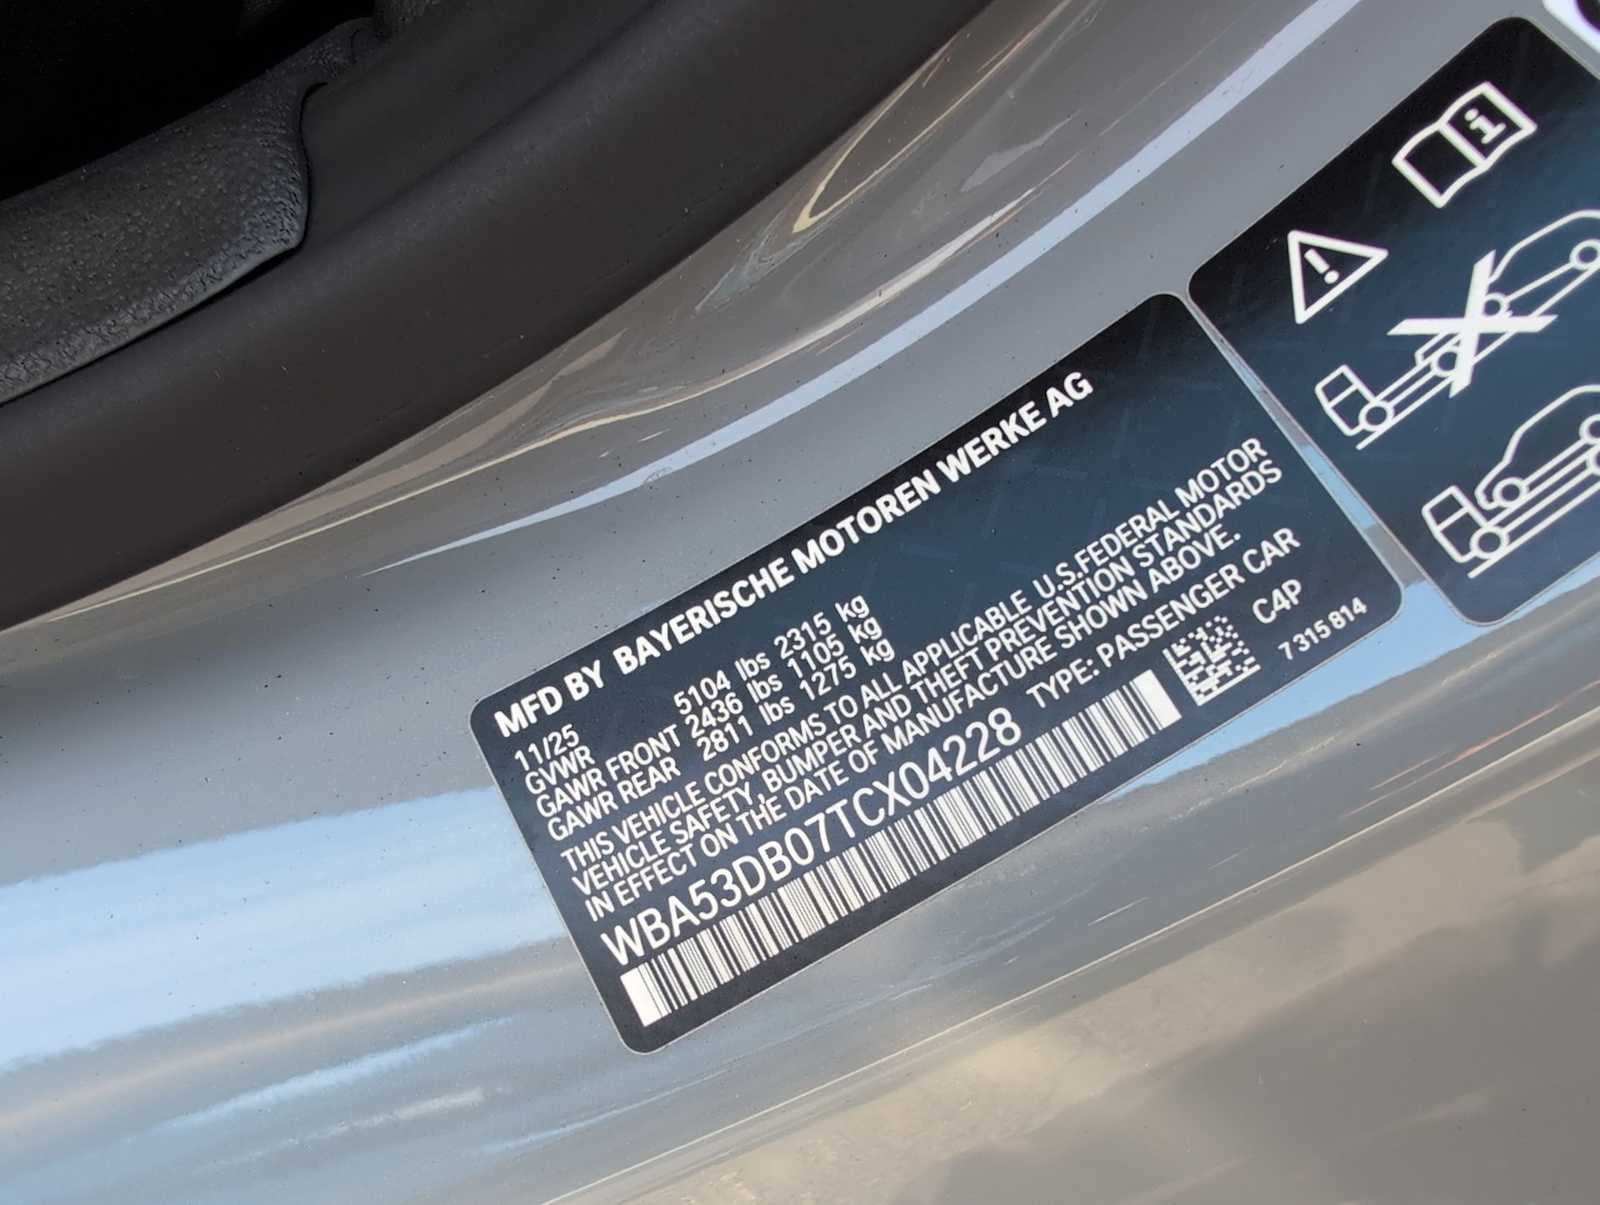 MFD BY BAYERISCHE MOTOREN WERKE AG
11/25
GVWR 5104 lbs 2315 kg
GAWR FRONT 2436 lbs 1105 kg
GAWR REAR 2811 lbs 1275 kg
THIS VEHICLE CONFORMS TO ALL APPLICABLE U.S.FEDERAL MOTOR
VEHICLE SAFETY, BUMPER AND THEFT PREVENTION STANDARDS
IN EFFECT ON THE DATE OF MANUFACTURE SHOWN ABOVE.
WBA53DB07TCX04228 TYPE: PASSENGER CAR
C4P
7 315 814